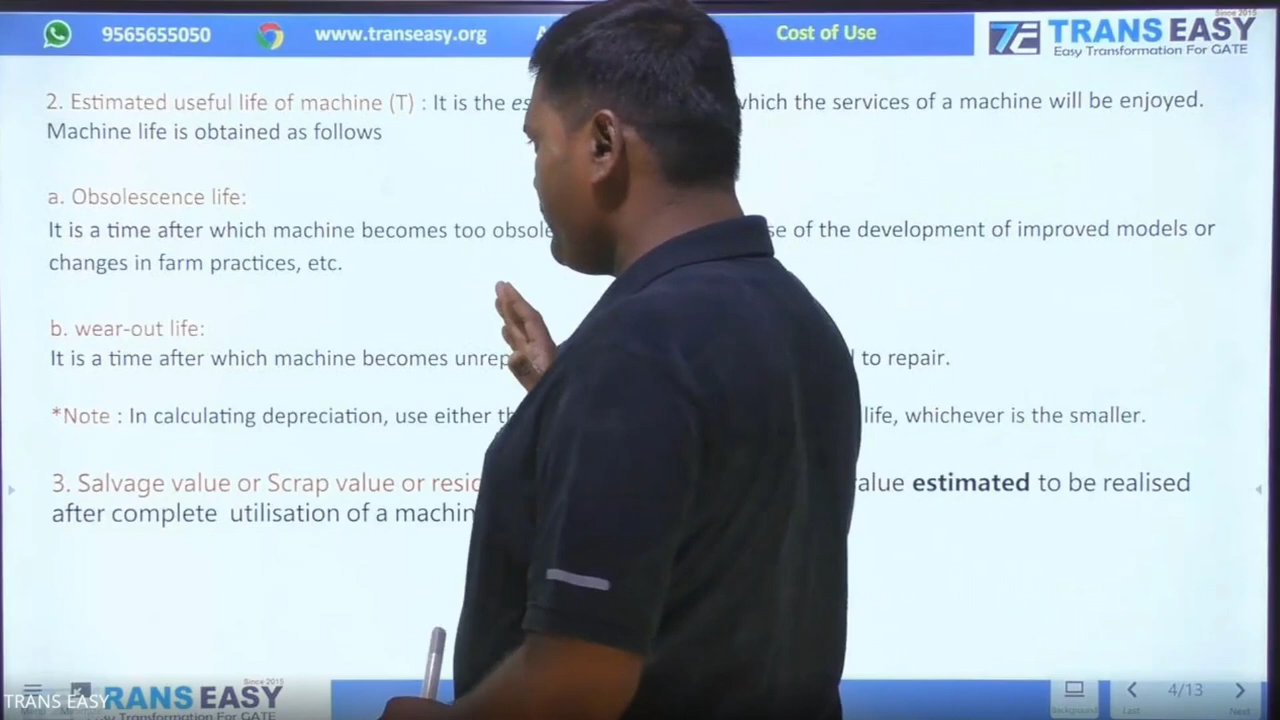 Since 2015
9565655050 www.transeasy.org Cost of Use TRANS EASY
Easy Transformation For GATE
2. Estimated useful life of machine (T) : It is the es which the services of a machine will be enjoyed.
Machine life is obtained as follows
a. Obsolescence life:
It is a time after which machine becomes too obsole se of the development of improved models or
changes in farm practices, etc.
b. wear-out life:
It is a time after which machine becomes unrep to repair.
*Note : In calculating depreciation, use either th life, whichever is the smaller.
3. Salvage value or Scrap value or resid alue estimated to be realised
after complete utilisation of a machin
Since 2015
TRANS EASY
TRANS EASY
Easy Transformation For GATE
Background
4/13
Last Next